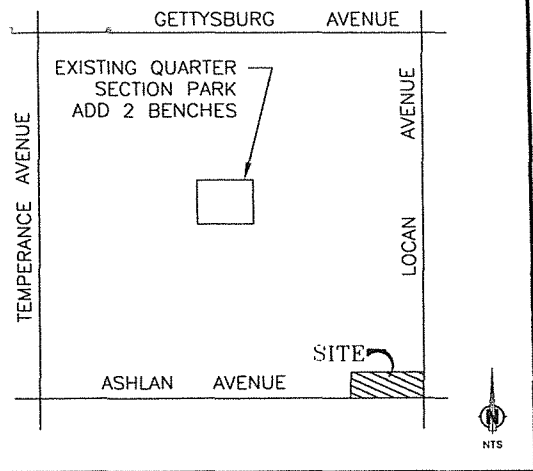 GETTYSBURG AVENUE
EXISTING QUARTER
SECTION PARK
ADD 2 BENCHES
TEMPERANCE AVENUE
LOCAN AVENUE
SITE
ASHLAN AVENUE
N
NTS